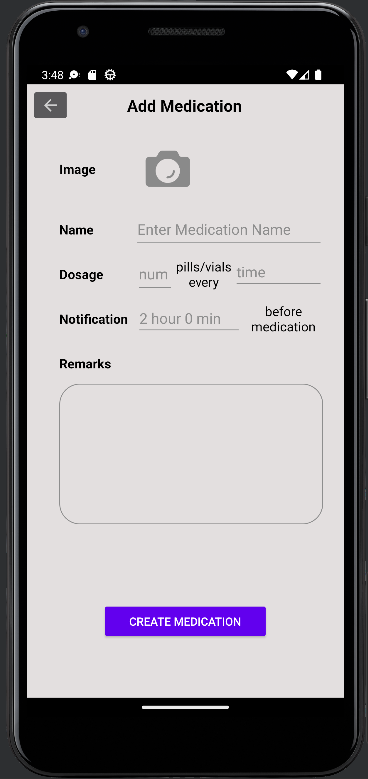 3:48
Add Medication
Image
Name Enter Medication Name
Dosage num pills/vials every time
Notification 2 hour 0 min before medication
Remarks
CREATE MEDICATION